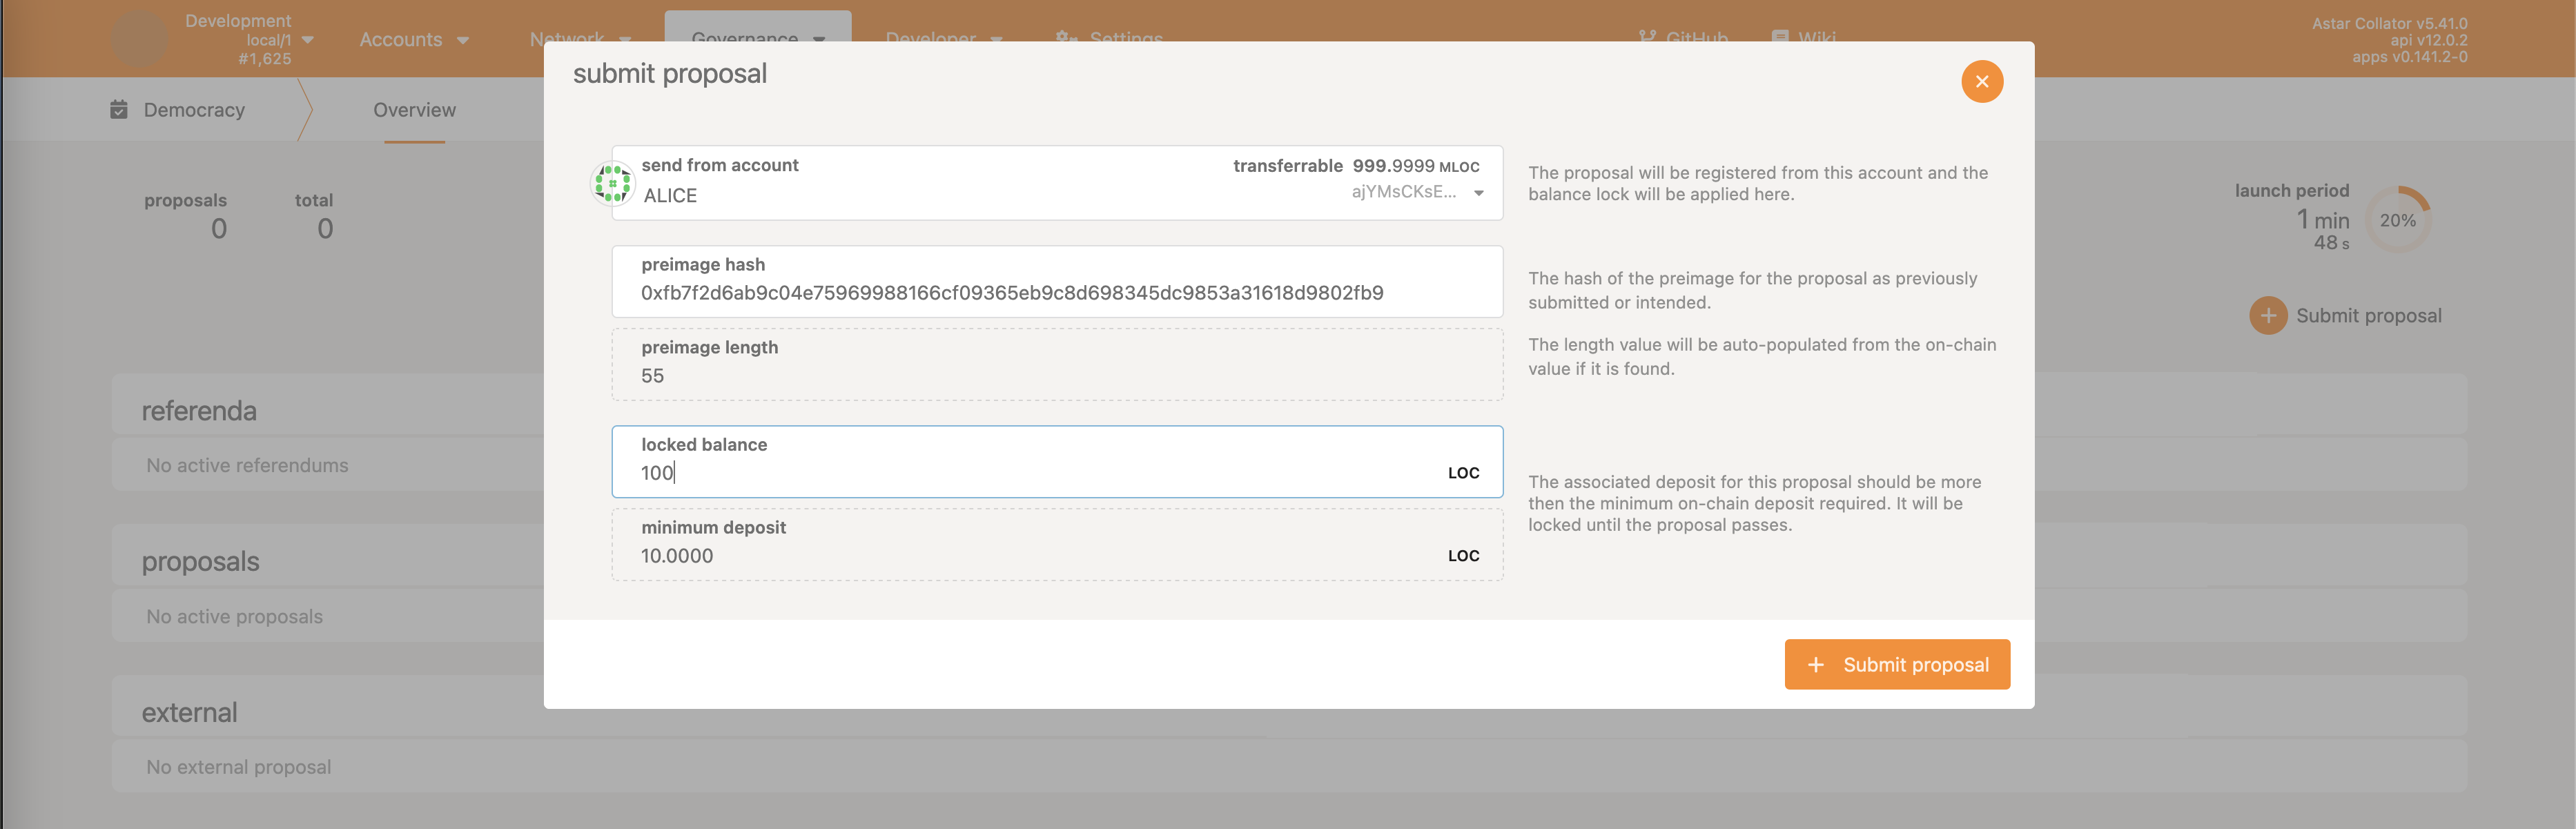 Development
local/1
#1,625
Accounts
Network
Governance
Developer
Settings
GitHub
Wiki
Astar Collator v5.41.0
api v12.0.2
apps v0.141.2-0
submit proposal
Democracy
Overview
send from account
transferrable 999.9999 MLOC
ALICE
ajYMsCKsE...
The proposal will be registered from this account and the
balance lock will be applied here.
proposals
0
total
0
launch period
1 min
48 s
20%
preimage hash
0xfb7f2d6ab9c04e75969988166cf09365eb9c8d698345dc9853a31618d9802fb9
The hash of the preimage for the proposal as previously
submitted or intended.
Submit proposal
preimage length
55
The length value will be auto-populated from the on-chain
value if it is found.
referenda
No active referendums
locked balance
100
LOC
The associated deposit for this proposal should be more
then the minimum on-chain deposit required. It will be
locked until the proposal passes.
minimum deposit
10.0000
LOC
proposals
No active proposals
Submit proposal
external
No external proposal